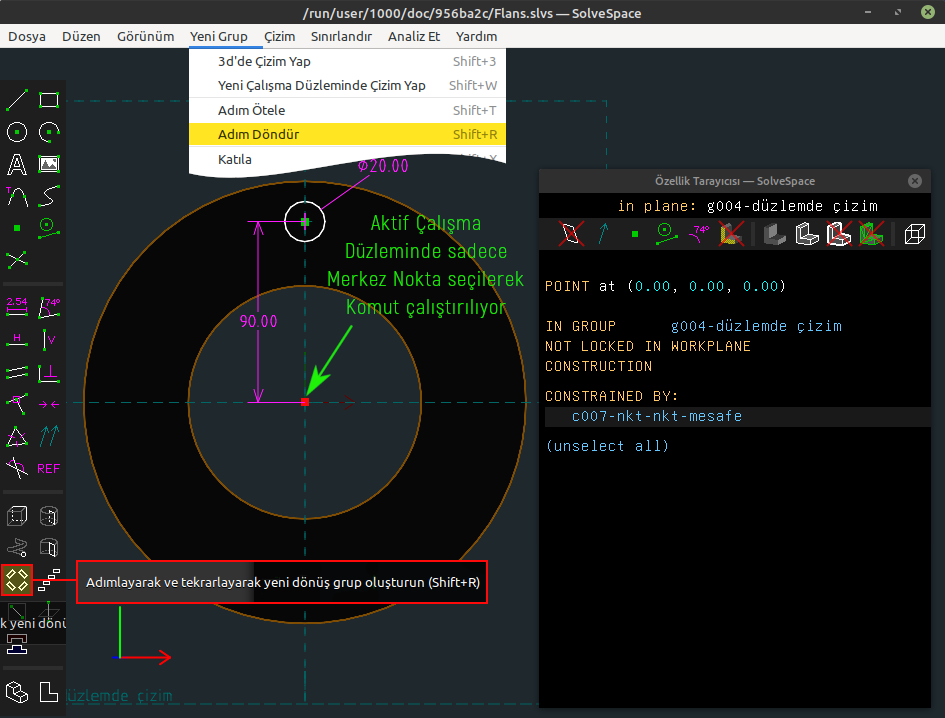 /run/user/1000/doc/956ba2c/Flans.slvs — SolveSpace
Dosya Düzen Görünüm Yeni Grup Çizim Sınırlandır Analiz Et Yardım
3d'de Çizim Yap Shift+3
Yeni Çalışma Düzleminde Çizim Yap Shift+W
Adım Ötele Shift+T
Adım Döndür Shift+R
Katıla
⌀20.00
Aktif Çalışma
Düzleminde sadece
Merkez Nokta seçilerek
Komut çalıştırılıyor
90.00
2.54 74°
H V
REF
Adımlayarak ve tekrarlayarak yeni dönüş grup oluşturun (Shift+R)
k yeni dönü
düzlemde çizim
Özellik Tarayıcısı — SolveSpace
in plane: g004-düzlemde çizim
74°
POINT at (0.00, 0.00, 0.00)
IN GROUP g004-düzlemde çizim
NOT LOCKED IN WORKPLANE
CONSTRUCTION
CONSTRAINED BY:
c007-nkt-nkt-mesafe
(unselect all)